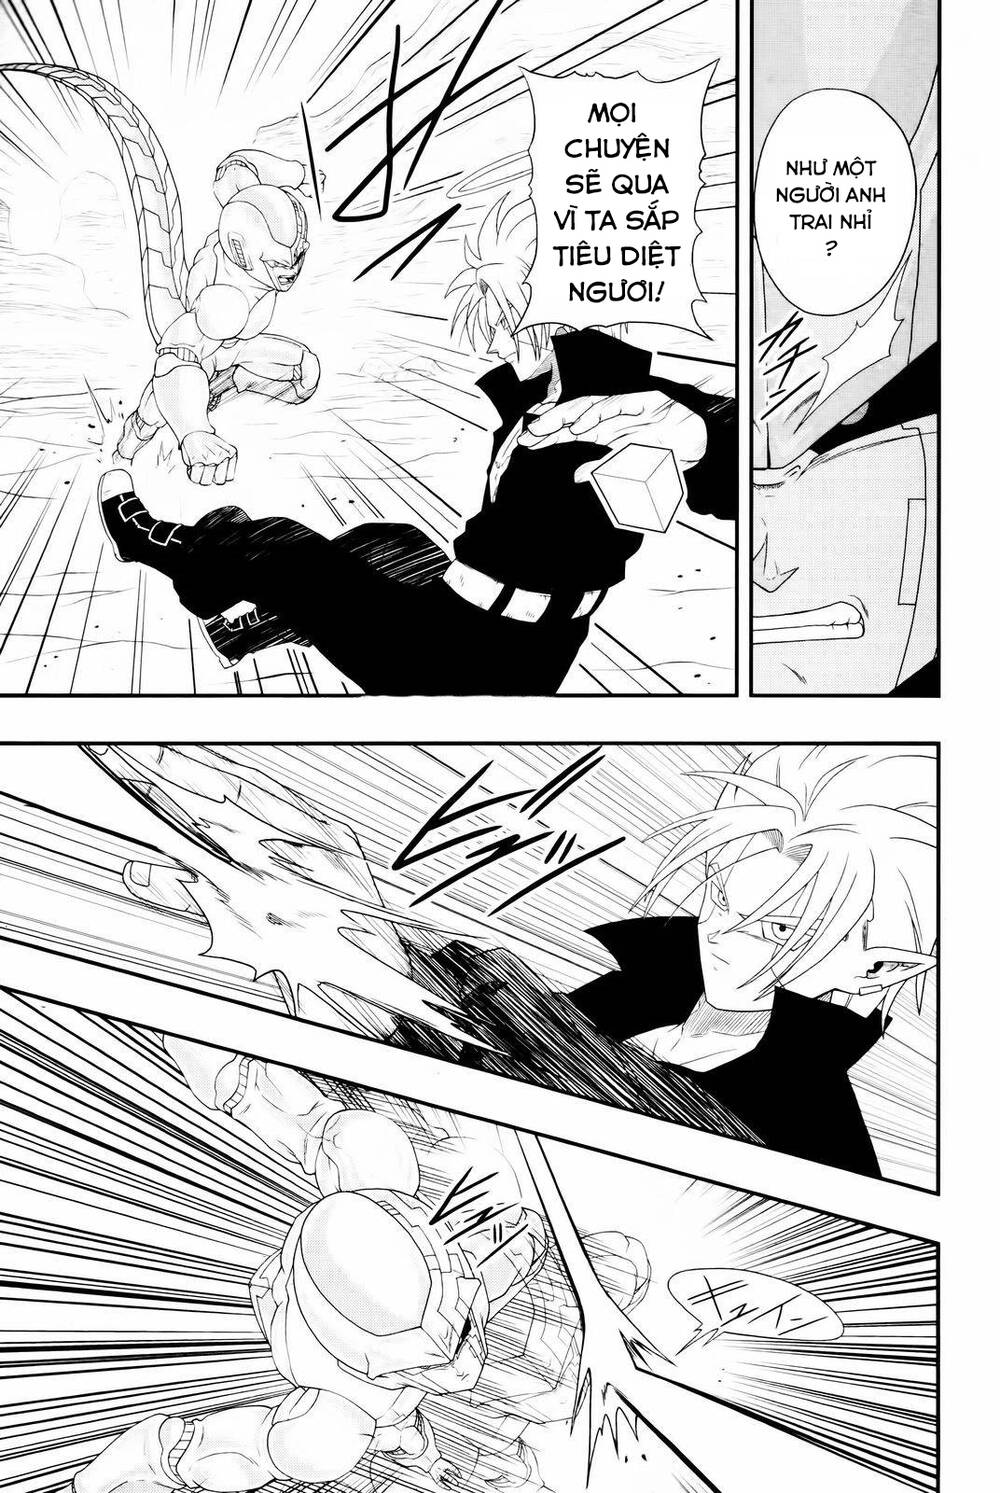 NHƯ MỘT
NGƯỜI ANH
TRAI NHỈ
?
MỌI
CHUYỆN
SẼ QUA
VÌ TA SẮP
TIÊU DIỆT
NGƯƠI!